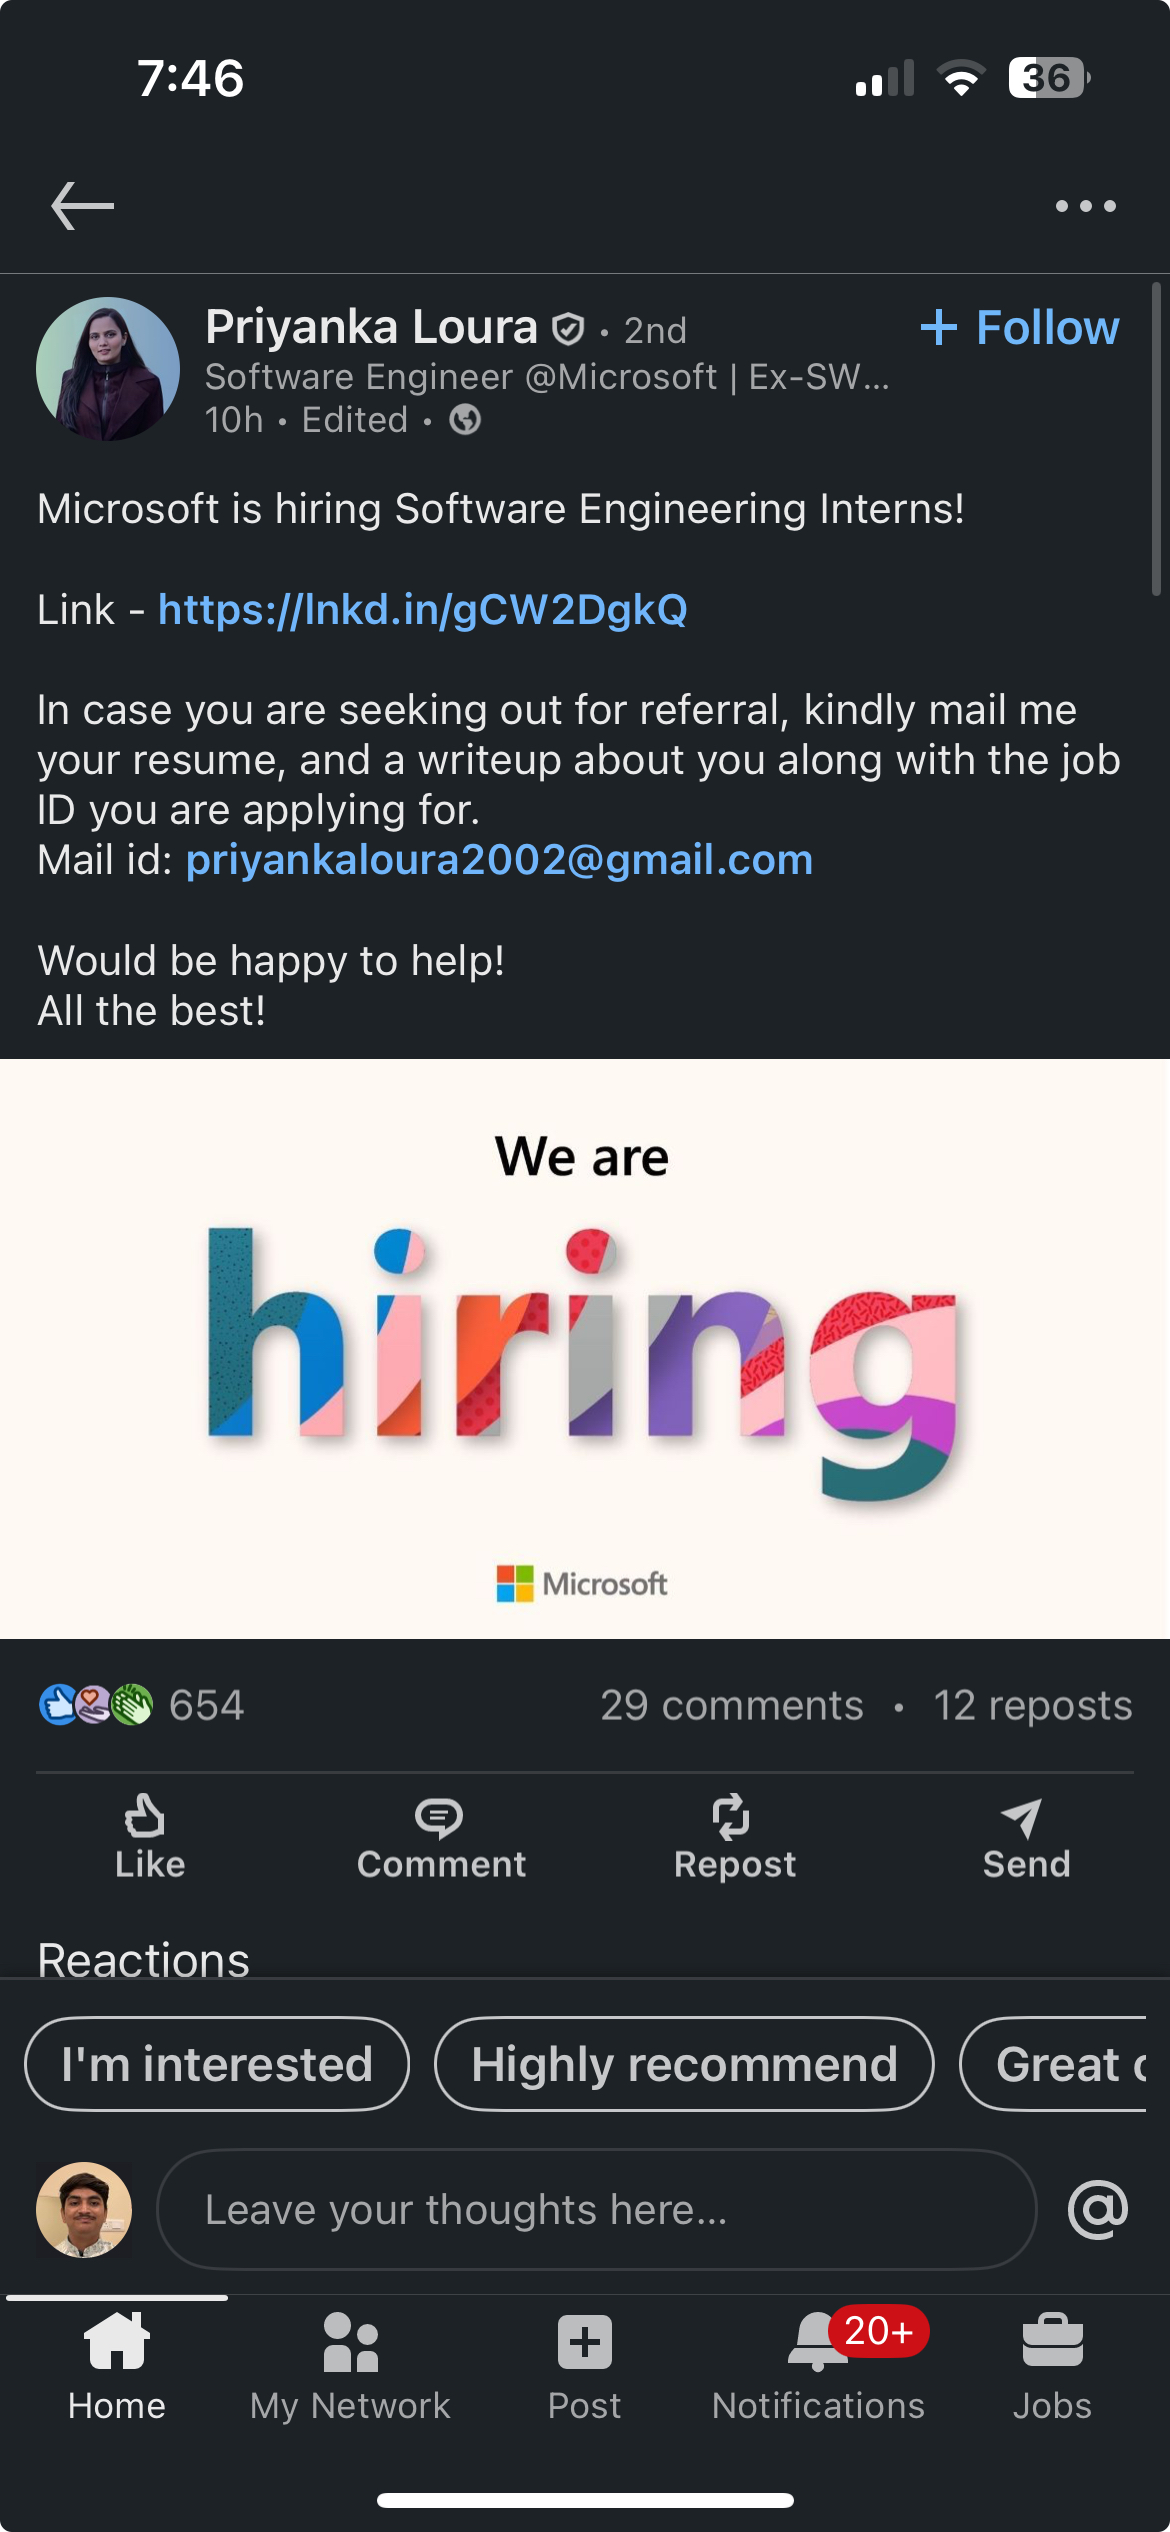 7:46
36
Priyanka Loura • 2nd
+ Follow
Software Engineer @Microsoft | Ex-SW...
10h • Edited •
Microsoft is hiring Software Engineering Interns!
Link - https://lnkd.in/gCW2DgkQ
In case you are seeking out for referral, kindly mail me
your resume, and a writeup about you along with the job
ID you are applying for.
Mail id: priyankaloura2002@gmail.com
Would be happy to help!
All the best!
We are
hiring
Microsoft
654
29 comments • 12 reposts
Like
Comment
Repost
Send
Reactions
I'm interested
Highly recommend
Great
Leave your thoughts here...
@
20+
Home
My Network
Post
Notifications
Jobs